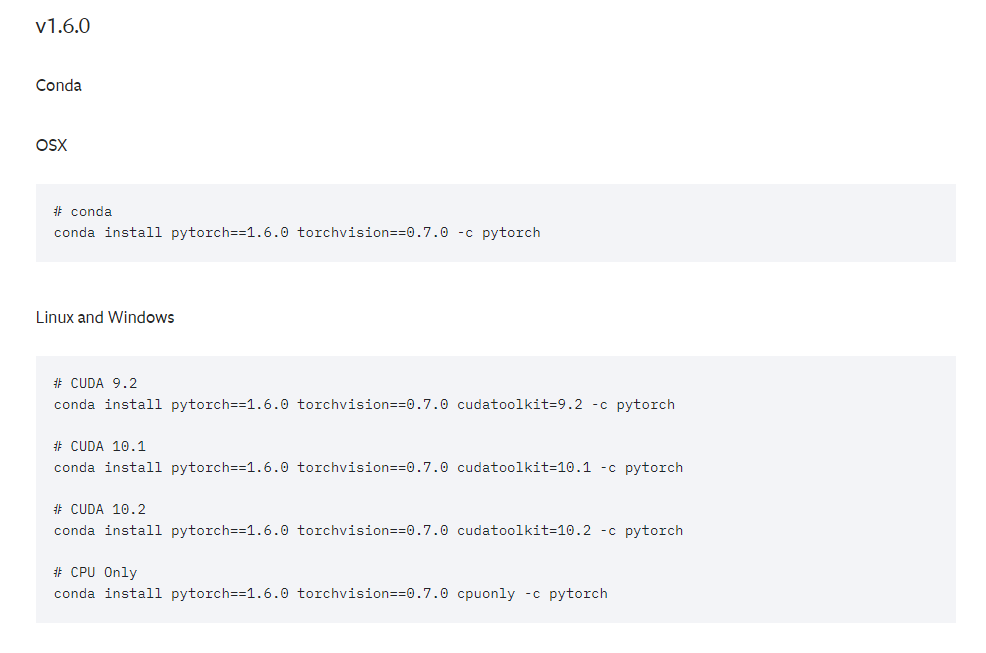 v1.6.0
Conda
OSX
# conda
conda install pytorch==1.6.0 torchvision==0.7.0 -c pytorch
Linux and Windows
# CUDA 9.2
conda install pytorch==1.6.0 torchvision==0.7.0 cudatoolkit=9.2 -c pytorch
# CUDA 10.1
conda install pytorch==1.6.0 torchvision==0.7.0 cudatoolkit=10.1 -c pytorch
# CUDA 10.2
conda install pytorch==1.6.0 torchvision==0.7.0 cudatoolkit=10.2 -c pytorch
# CPU Only
conda install pytorch==1.6.0 torchvision==0.7.0 cpuonly -c pytorch